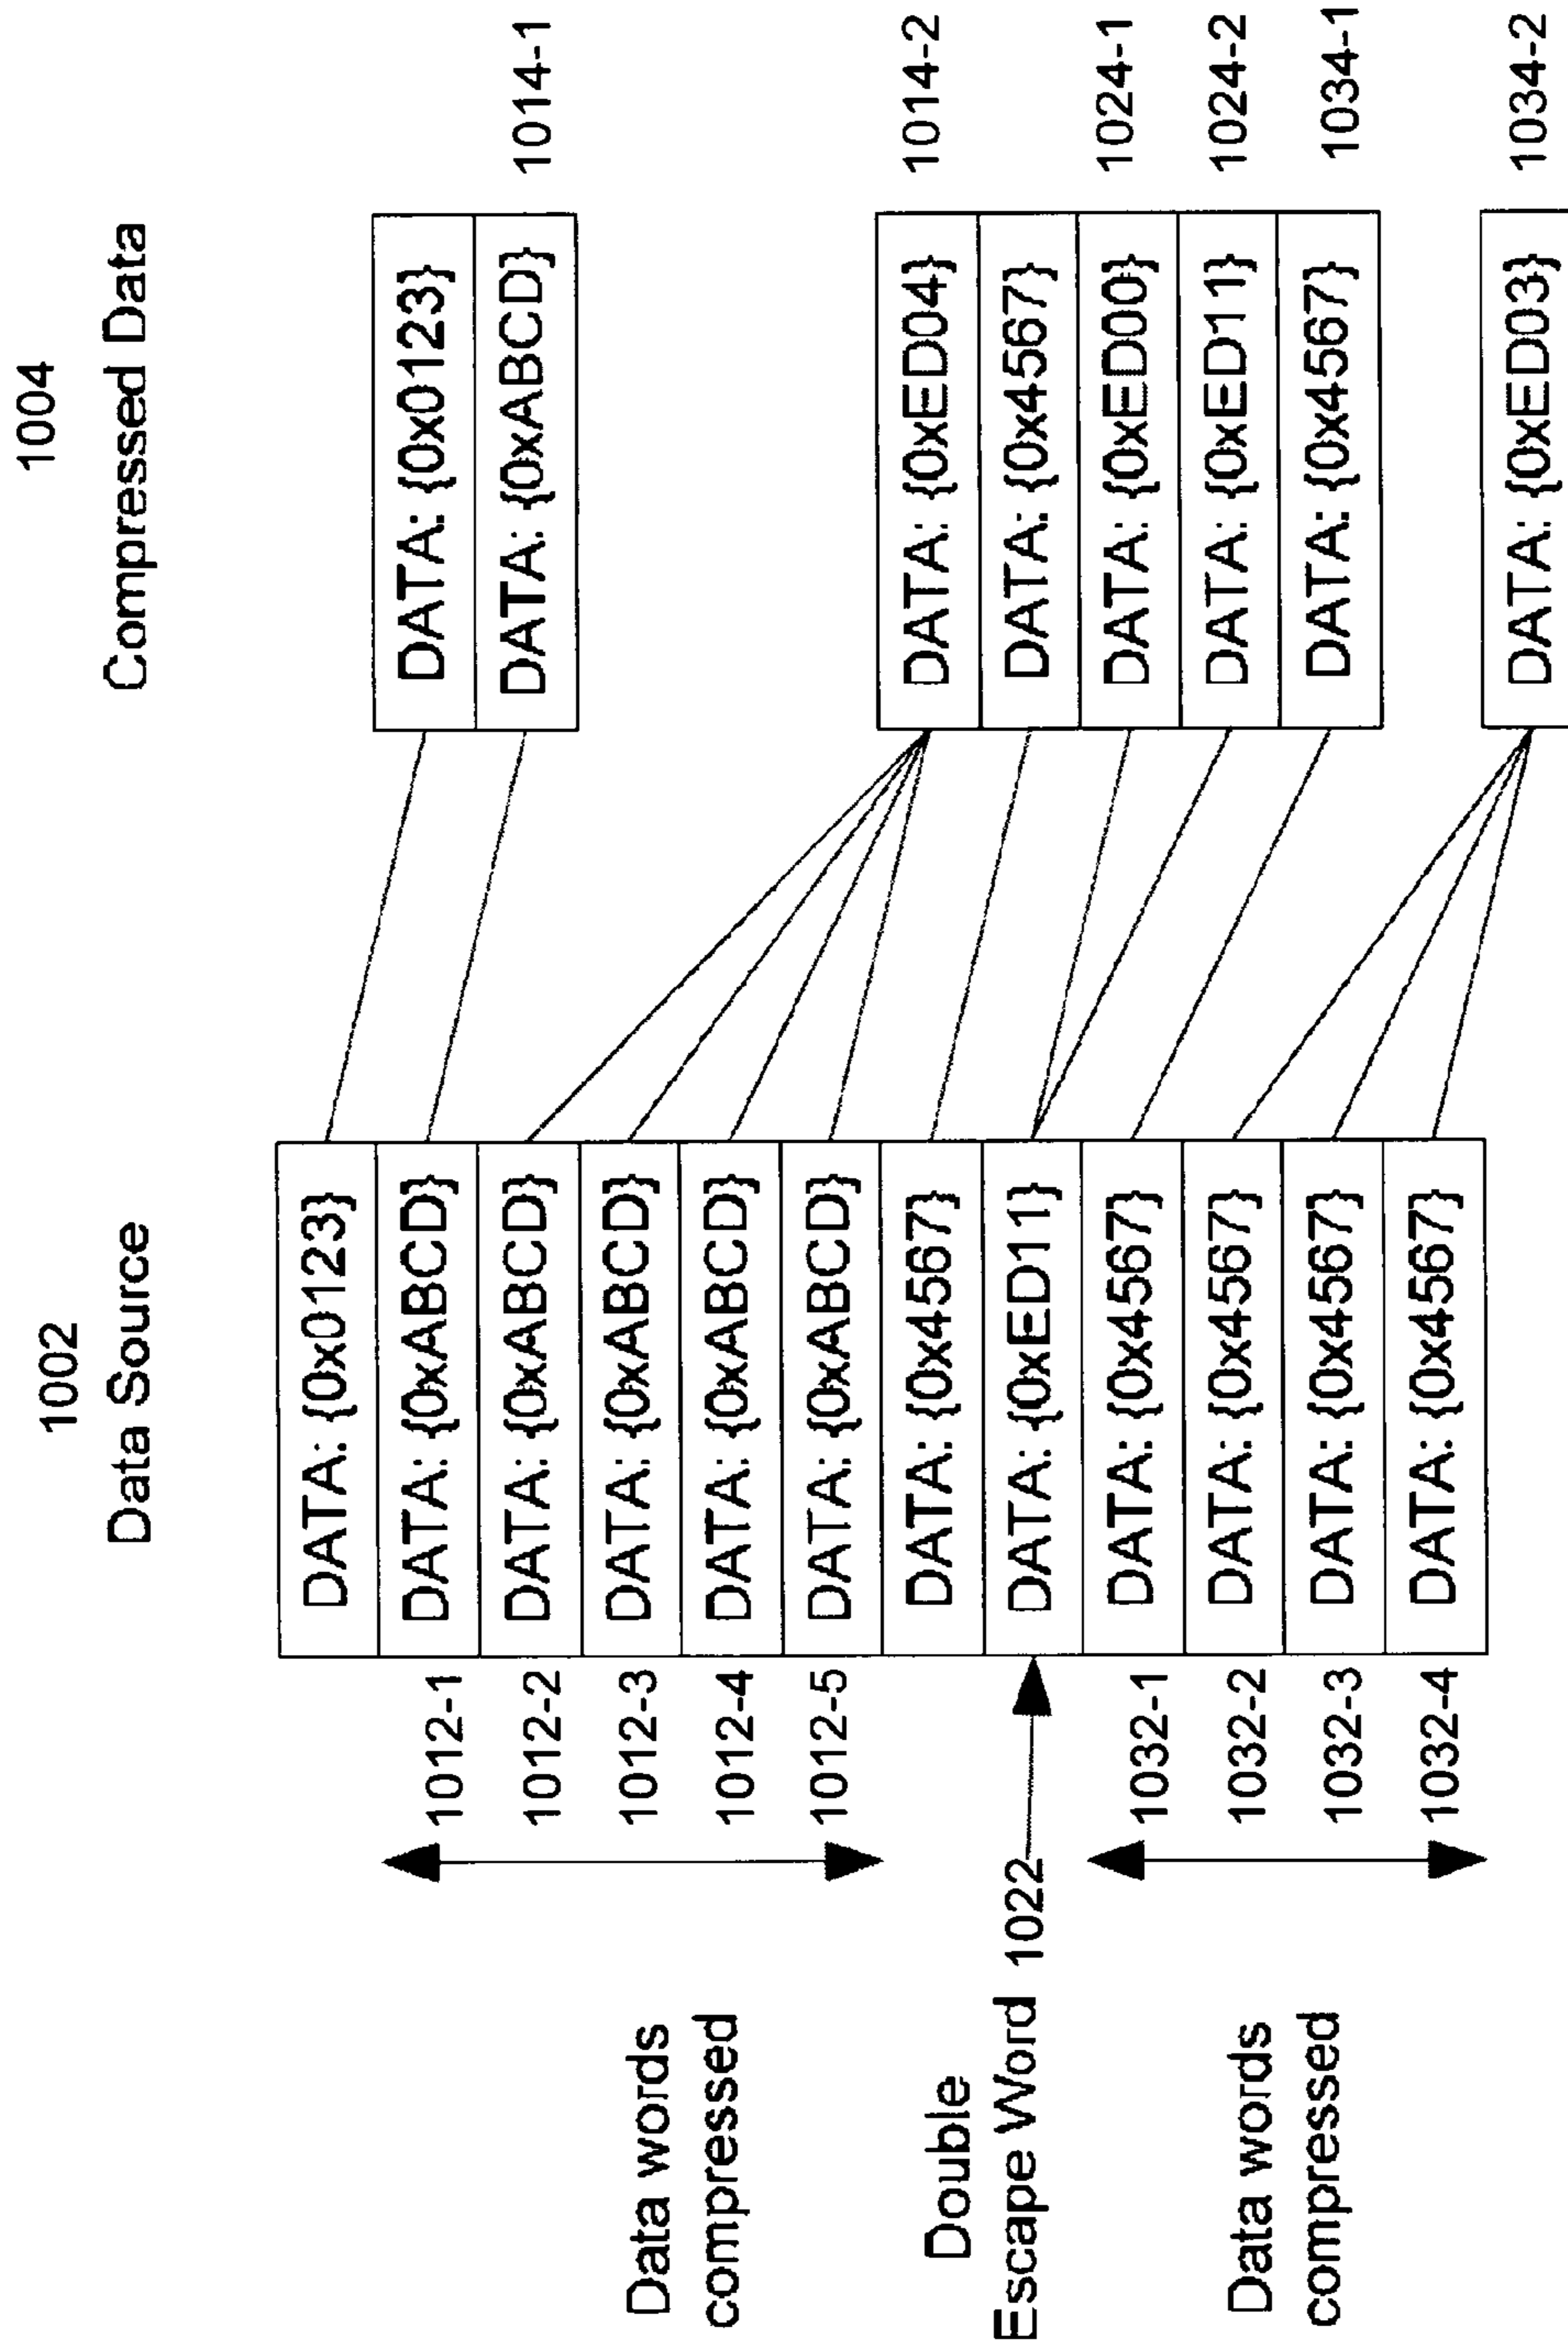 1002
Data Source
1004
Compressed Data
DATA: {0x0123}
1012-1 DATA: {0xABCD}
1012-2 DATA: {0xABCD}
1012-3 DATA: {0xABCD}
1012-4 DATA: {0xABCD}
1012-5 DATA: {0xABCD}
DATA: {0x4567}
DATA: {0xED11}
1032-1 DATA: {0x4567}
1032-2 DATA: {0x4567}
1032-3 DATA: {0x4567}
1032-4 DATA: {0x4567}
Data words
compressed
Double
Escape Word 1022
Data words
compressed
DATA: {0x0123}
DATA: {0xABCD} 1014-1
DATA: {0xED04} 1014-2
DATA: {0x4567}
DATA: {0xED00} 1024-1
DATA: {0xED11} 1024-2
DATA: {0x4567} 1034-1
DATA: {0xED03} 1034-2